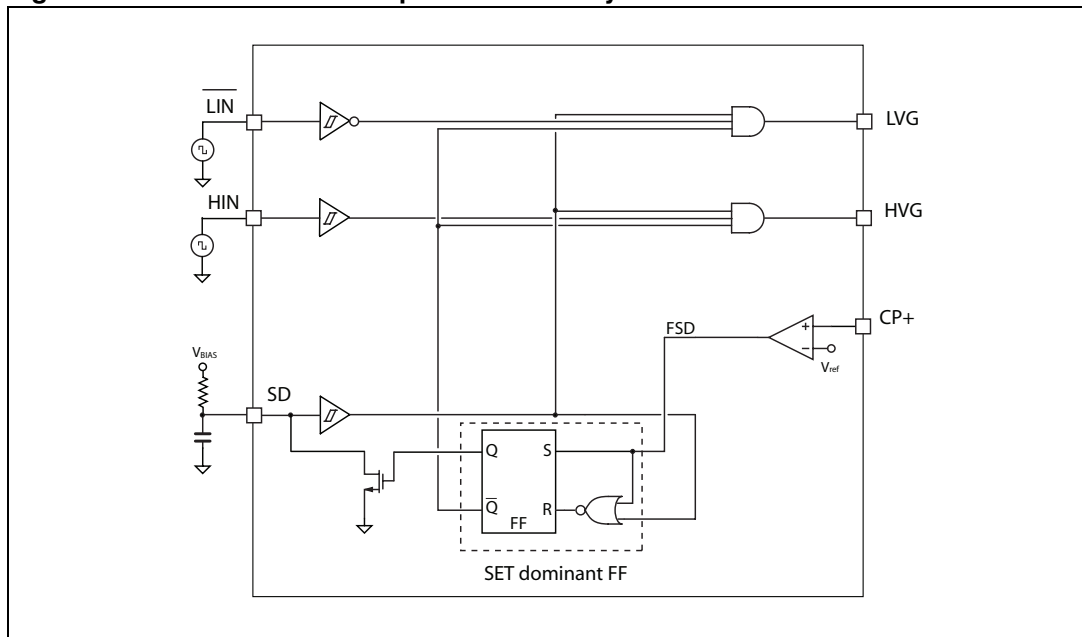 LIN
LVG
HIN
HVG
CP+
FSD
+
−
Vref
VBIAS
SD
Q
S
Q
R
FF
SET dominant FF